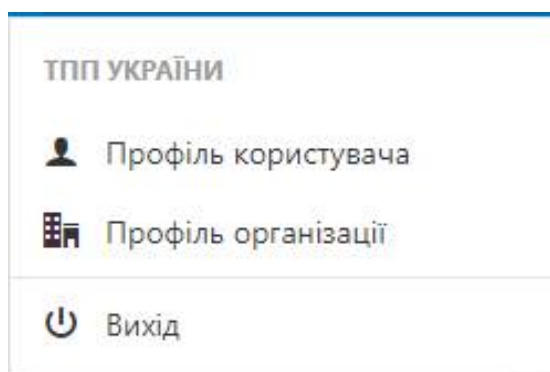 ТПП УКРАЇНИ
Профіль користувача
Профіль організації
Вихід